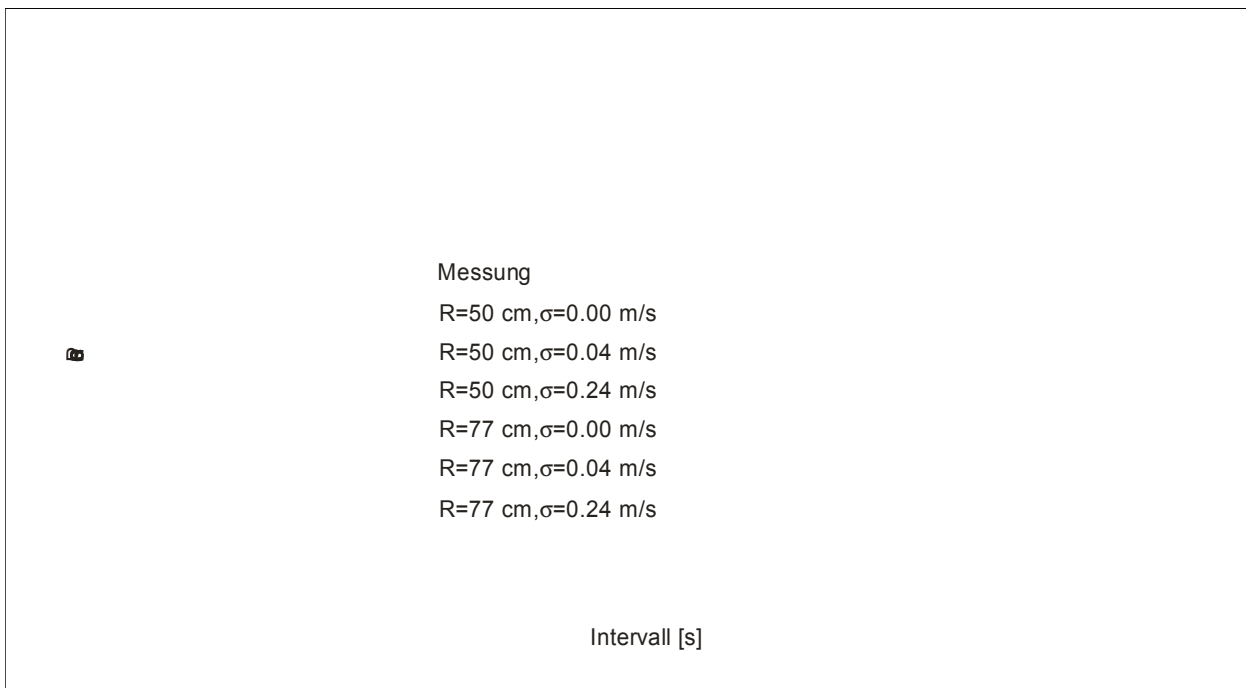 Messung
R=50 cm,σ=0.00 m/s
R=50 cm,σ=0.04 m/s
R=50 cm,σ=0.24 m/s
R=77 cm,σ=0.00 m/s
R=77 cm,σ=0.04 m/s
R=77 cm,σ=0.24 m/s
Intervall [s]